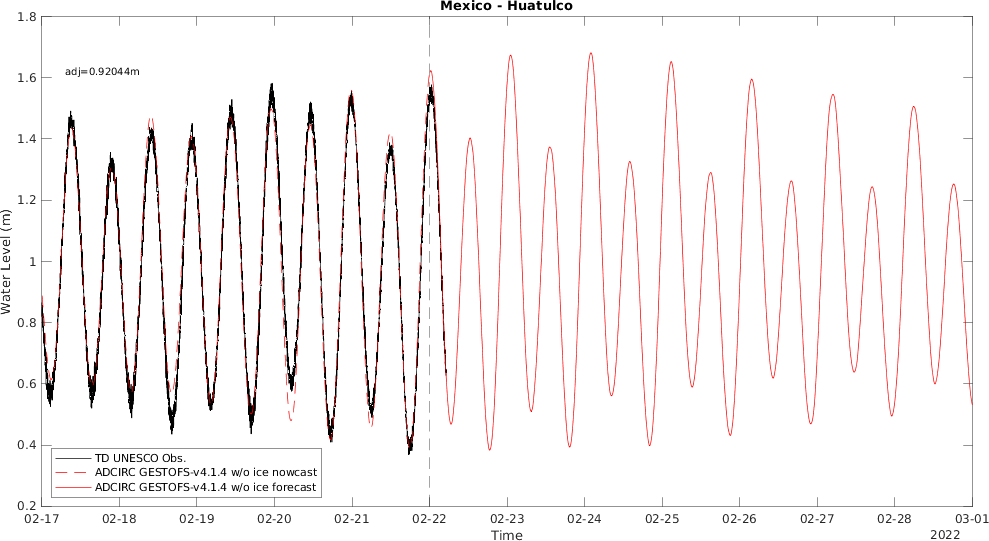 Mexico - Huatulco
1.8
1.6
1.4
1.2
1
0.8
0.6
0.4
0.2
Water Level (m)
adj=0.92044m
TD UNESCO Obs.
ADCIRC GESTOFS-v4.1.4 w/o ice nowcast
ADCIRC GESTOFS-v4.1.4 w/o ice forecast
02-17 02-18 02-19 02-20 02-21 02-22 02-23 02-24 02-25 02-26 02-27 02-28 03-01
Time
2022